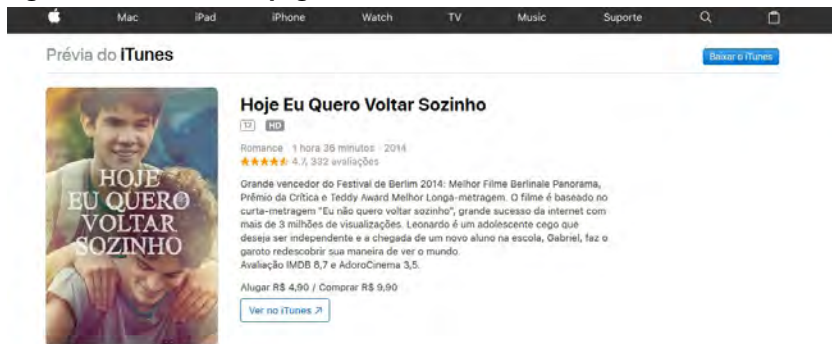 Mac iPad iPhone Watch TV Music Suporte
Prévia do iTunes
Baixar o iTunes
HOJE
EU QUERO
VOLTAR
SOZINHO
Hoje Eu Quero Voltar Sozinho
12 HD
Romance 1 hora 36 minutos 2014
4.7, 332 avaliações
Grande vencedor do Festival de Berlim 2014: Melhor Filme Berlinale Panorama,
Prêmio da Crítica e Teddy Award Melhor Longa-metragem. O filme é baseado no
curta-metragem "Eu não quero voltar sozinho", grande sucesso da internet com
mais de 3 milhões de visualizações. Leonardo é um adolescente cego que
deseja ser independente e a chegada de um novo aluno na escola, Gabriel, faz o
garoto redescobrir sua maneira de ver o mundo.
Avaliação IMDB 8,7 e AdoroCinema 3,5.
Alugar R$ 4,90 / Comprar R$ 9,90
Ver no iTunes ↗